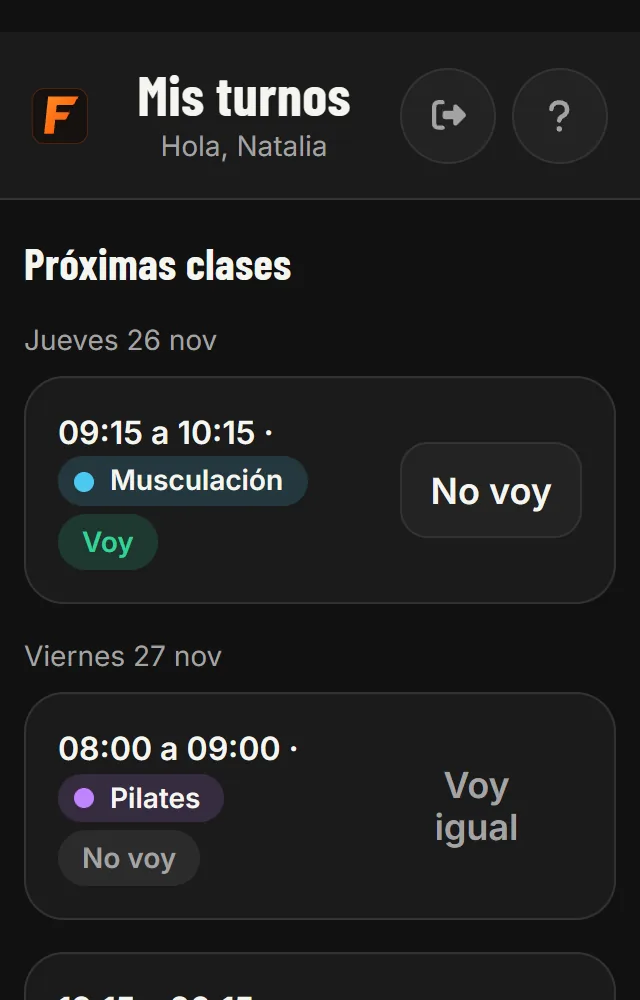 F
Mis turnos
Hola, Natalia
?
Próximas clases
Jueves 26 nov
09:15 a 10:15 ·
Musculación
Voy
No voy
Viernes 27 nov
08:00 a 09:00 ·
Pilates
No voy
Voy
igual